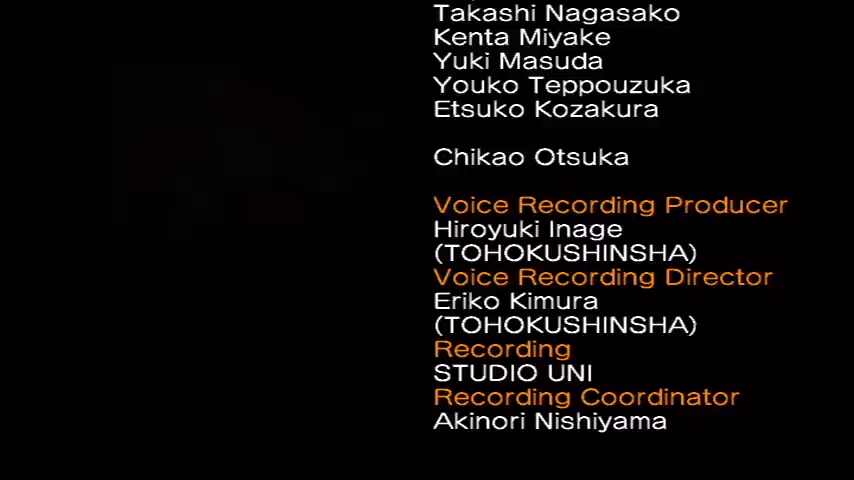 Takashi Nagasako
Kenta Miyake
Yuki Masuda
Youko Teppouzuka
Etsuko Kozakura
Chikao Otsuka
Voice Recording Producer
Hiroyuki Inage
(TOHOKUSHINSHA)
Voice Recording Director
Eriko Kimura
(TOHOKUSHINSHA)
Recording
STUDIO UNI
Recording Coordinator
Akinori Nishiyama